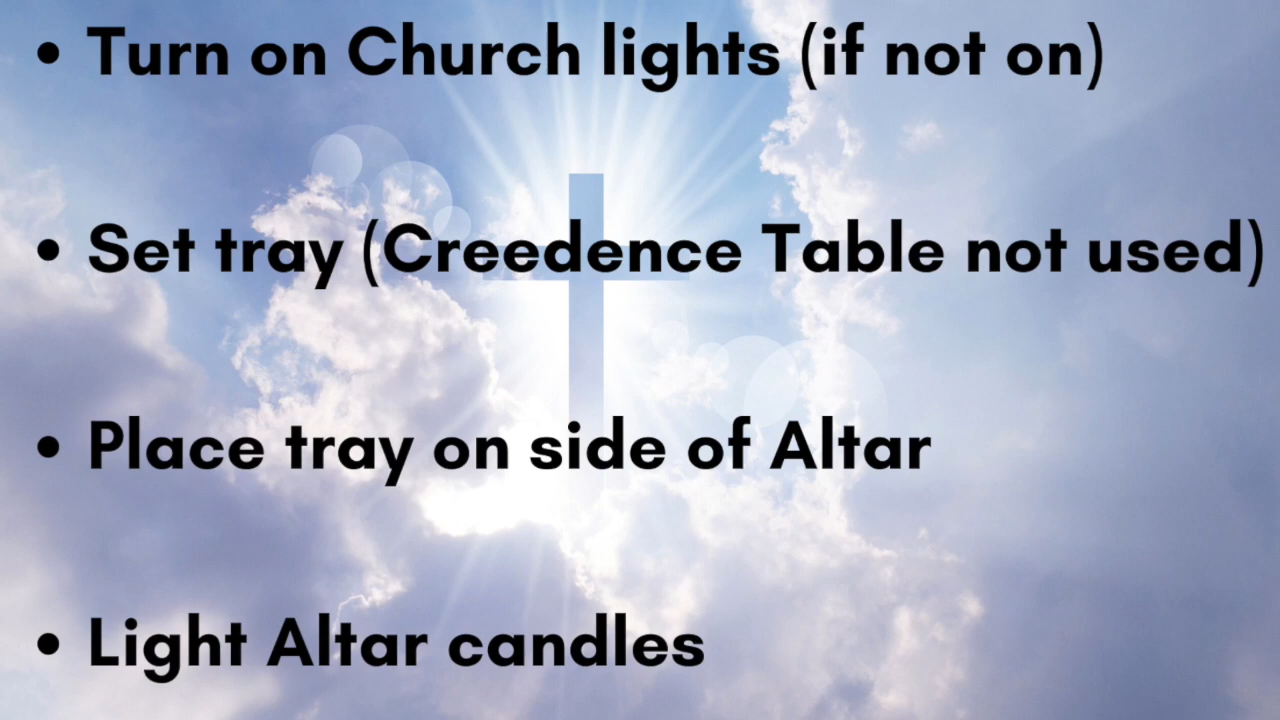 • Turn on Church lights (if not on)
• Set tray (Creedence Table not used)
• Place tray on side of Altar
• Light Altar candles